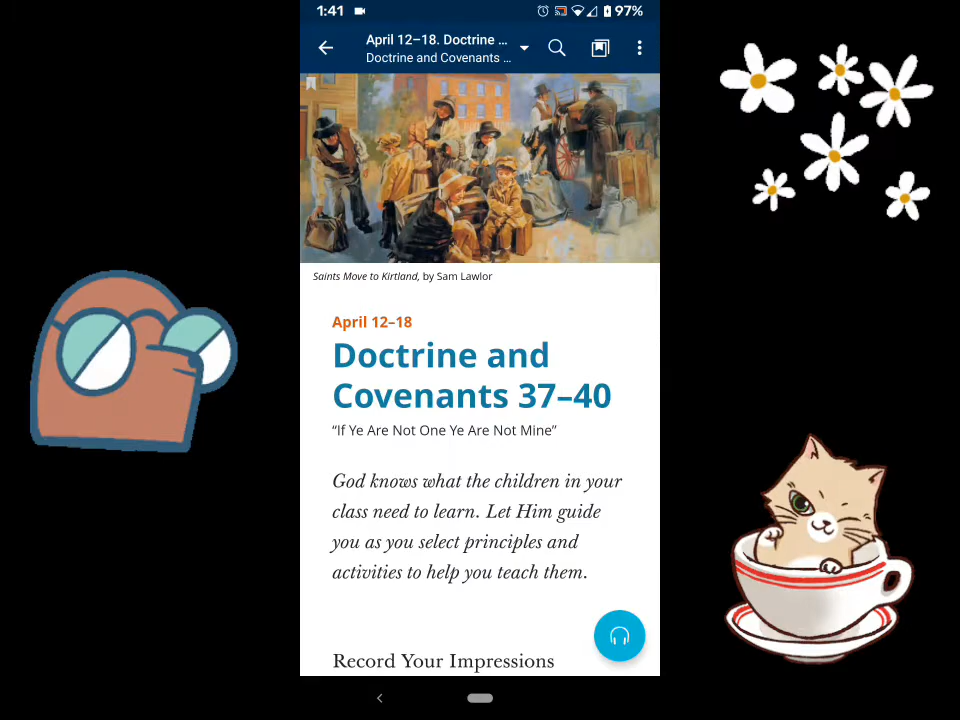 1:41
97%
April 12–18. Doctrine ...
Doctrine and Covenants ...
Saints Move to Kirtland, by Sam Lawlor
April 12–18
Doctrine and
Covenants 37–40
“If Ye Are Not One Ye Are Not Mine”
God knows what the children in your
class need to learn. Let Him guide
you as you select principles and
activities to help you teach them.
Record Your Impressions